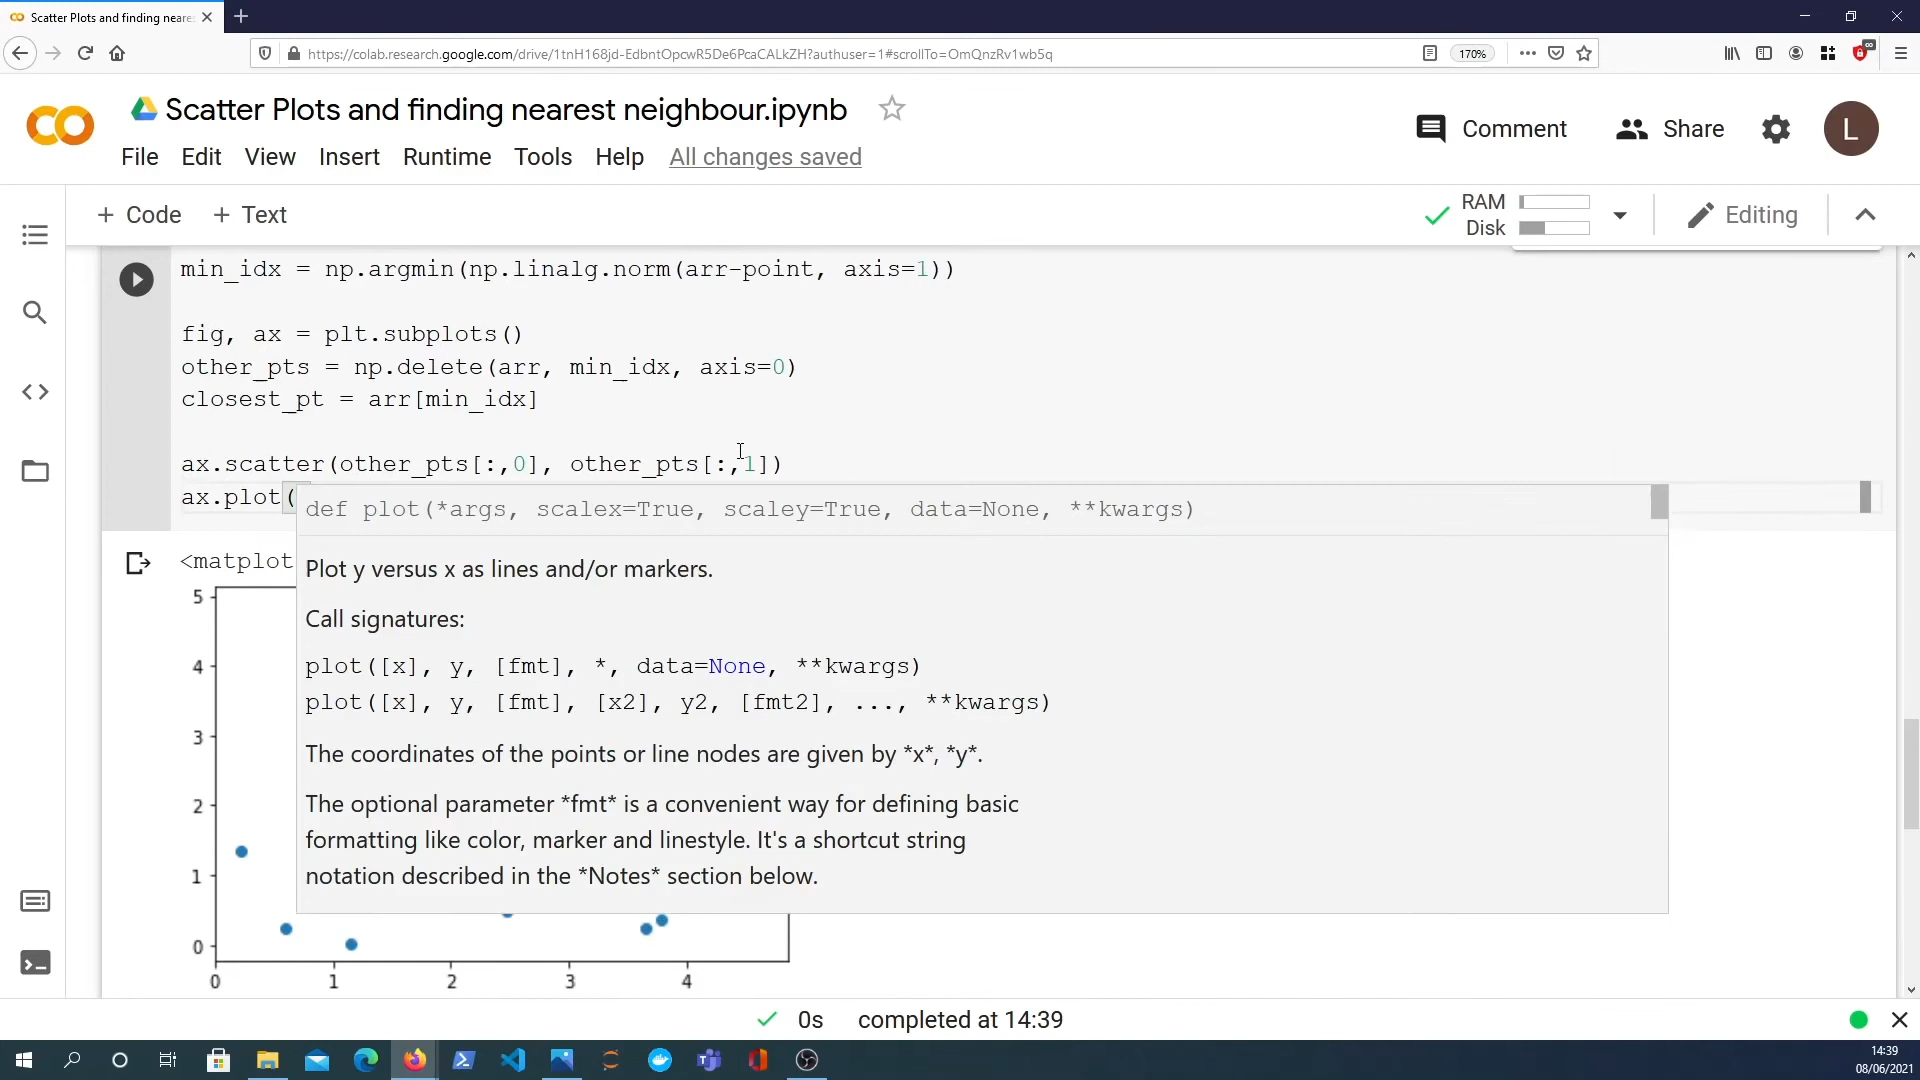 Scatter Plots and finding neares
https://colab.research.google.com/drive/1tnH168jd-EdbntOpcwR5De6PcaCALkZH?authuser=1#scrollTo=OmQnzRv1wb5q
170%
Scatter Plots and finding nearest neighbour.ipynb
Comment
Share
L
File Edit View Insert Runtime Tools Help All changes saved
+ Code + Text
RAM
Disk
Editing
min_idx = np.argmin(np.linalg.norm(arr-point, axis=1))
fig, ax = plt.subplots()
other_pts = np.delete(arr, min_idx, axis=0)
closest_pt = arr[min_idx]
ax.scatter(other_pts[:,0], other_pts[:,1])
ax.plot(
def plot(*args, scalex=True, scaley=True, data=None, **kwargs)
Plot y versus x as lines and/or markers.
Call signatures:
plot([x], y, [fmt], *, data=None, **kwargs)
plot([x], y, [fmt], [x2], y2, [fmt2], ..., **kwargs)
The coordinates of the points or line nodes are given by *x*, *y*.
The optional parameter *fmt* is a convenient way for defining basic
formatting like color, marker and linestyle. It's a shortcut string
notation described in the *Notes* section below.
<matplot
5
4
3
2
1
0
0 1 2 3 4
0s completed at 14:39
14:39
08/06/2021